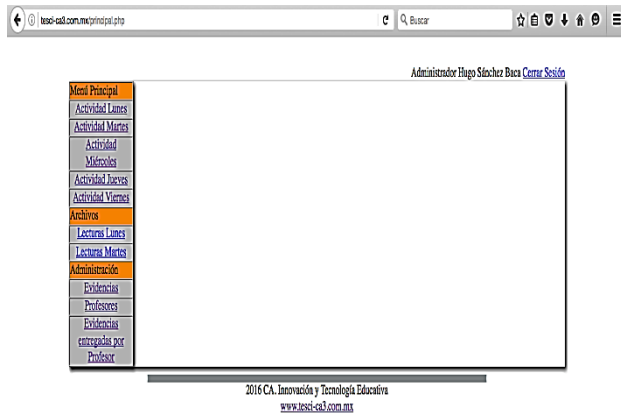 tesci-ca3.com.mx/principal.php
Buscar
Administrador Hugo Sánchez Baca Cerrar Sesión
Menú Principal
Actividad Lunes
Actividad Martes
Actividad
Miércoles
Actividad Jueves
Actividad Viernes
Archivos
Lecturas Lunes
Lecturas Martes
Administración
Evidencias
Profesores
Evidencias
entregadas por
Profesor
2016 CA. Innovación y Tecnología Educativa
www.tesci-ca3.com.mx